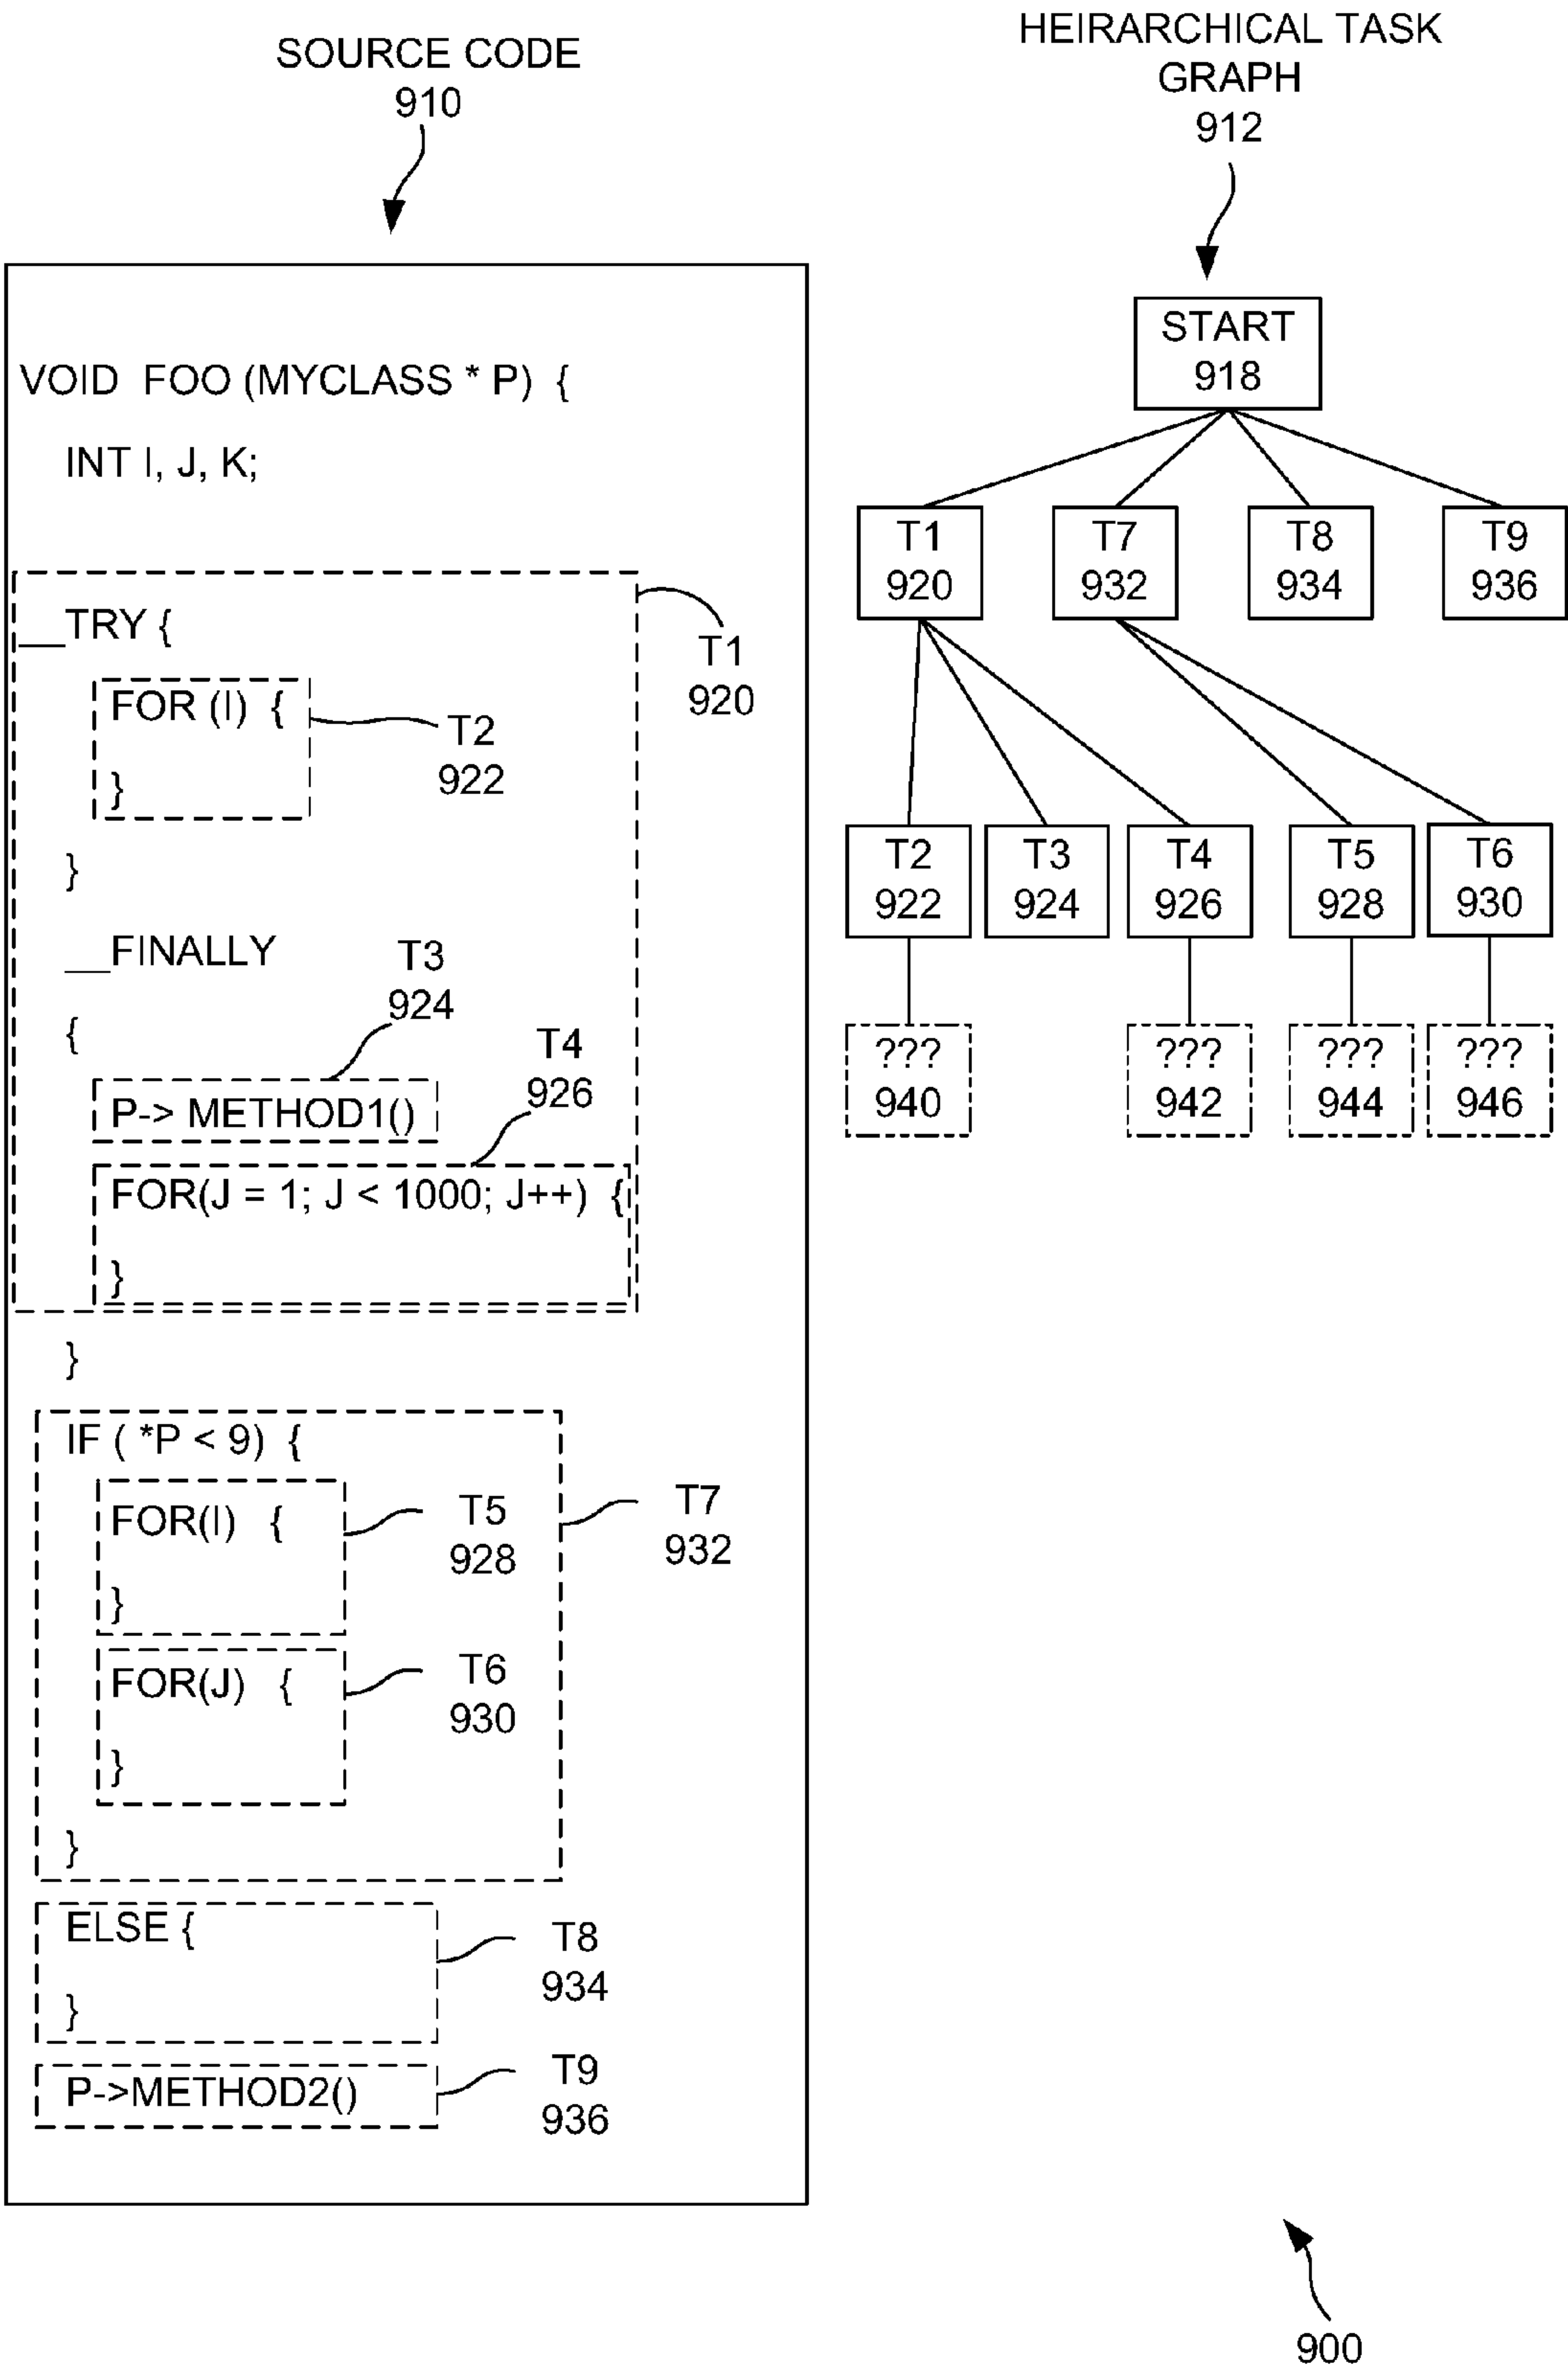 SOURCE CODE
910
HEIRARCHICAL TASK
GRAPH
912
VOID FOO (MYCLASS * P) {
INT I, J, K;
__TRY {
FOR (I) {
}
T1
920
T2
922
}
__FINALLY
{
T3
924
T4
926
P-> METHOD1()
FOR(J = 1; J < 1000; J++) {
}
}
IF ( *P < 9) {
FOR(I) {
}
T5
928
T7
932
FOR(J) {
}
T6
930
}
ELSE {
}
T8
934
P->METHOD2()
T9
936
START
918
T1
920
T7
932
T8
934
T9
936
T2
922
T3
924
T4
926
T5
928
T6
930
???
940
???
942
???
944
???
946
900